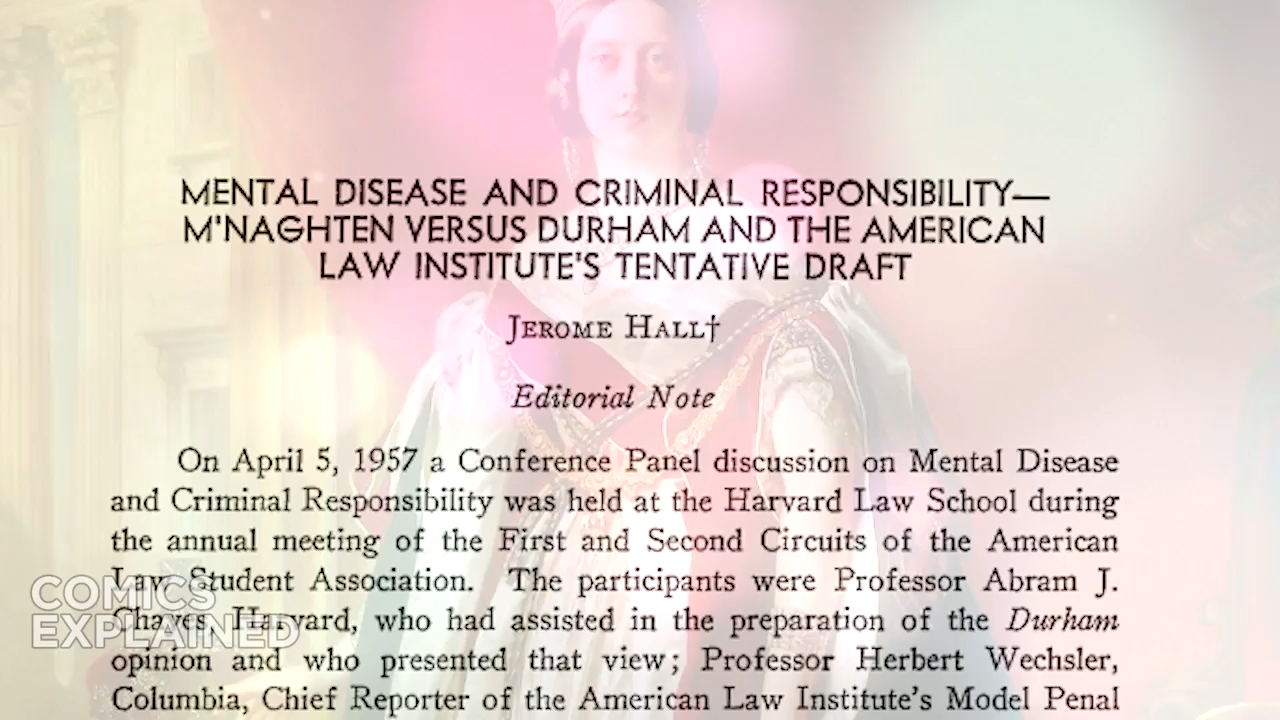 MENTAL DISEASE AND CRIMINAL RESPONSIBILITY—
M'NAGHTEN VERSUS DURHAM AND THE AMERICAN
LAW INSTITUTE'S TENTATIVE DRAFT
JEROME HALL†
Editorial Note
On April 5, 1957 a Conference Panel discussion on Mental Disease
and Criminal Responsibility was held at the Harvard Law School during
the annual meeting of the First and Second Circuits of the American
Law Student Association. The participants were Professor Abram J.
Chayes, Harvard, who had assisted in the preparation of the Durham
opinion and who presented that view; Professor Herbert Wechsler,
Columbia, Chief Reporter of the American Law Institute's Model Penal
COMICS
EXPLAINED